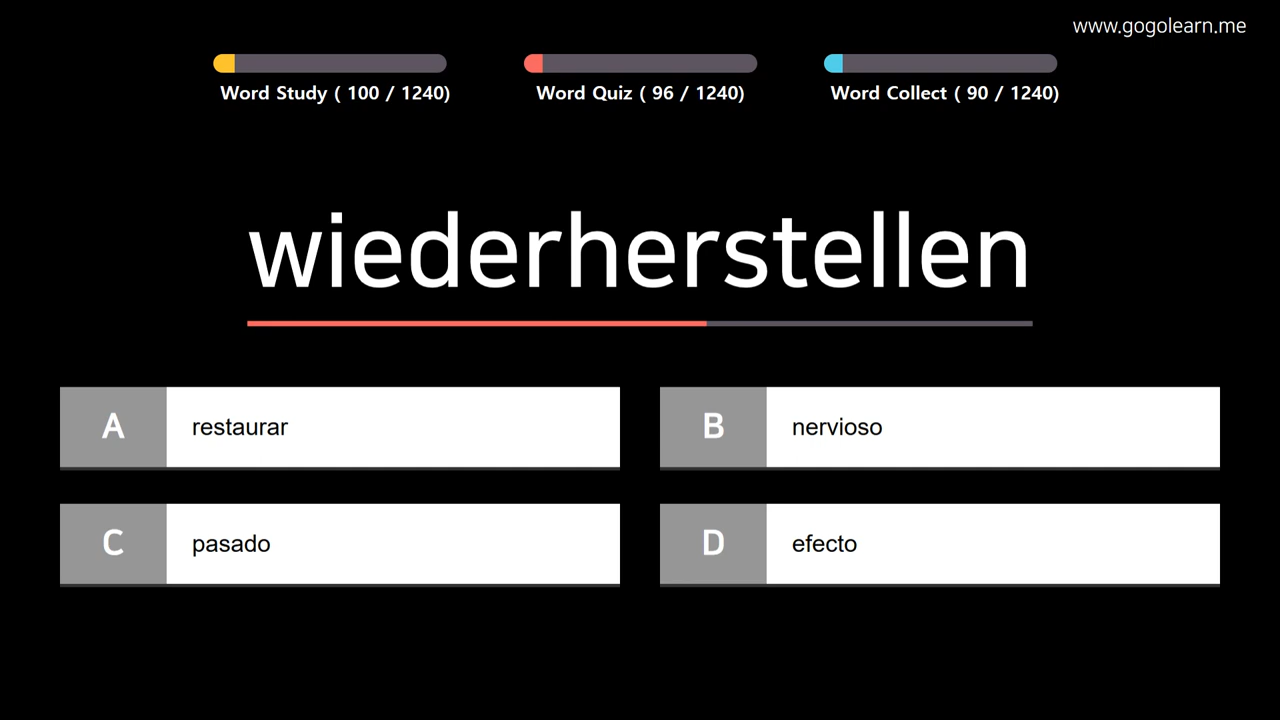 www.gogolearn.me
Word Study ( 100 / 1240)
Word Quiz ( 96 / 1240)
Word Collect ( 90 / 1240)
wiederherstellen
A restaurar
B nervioso
C pasado
D efecto